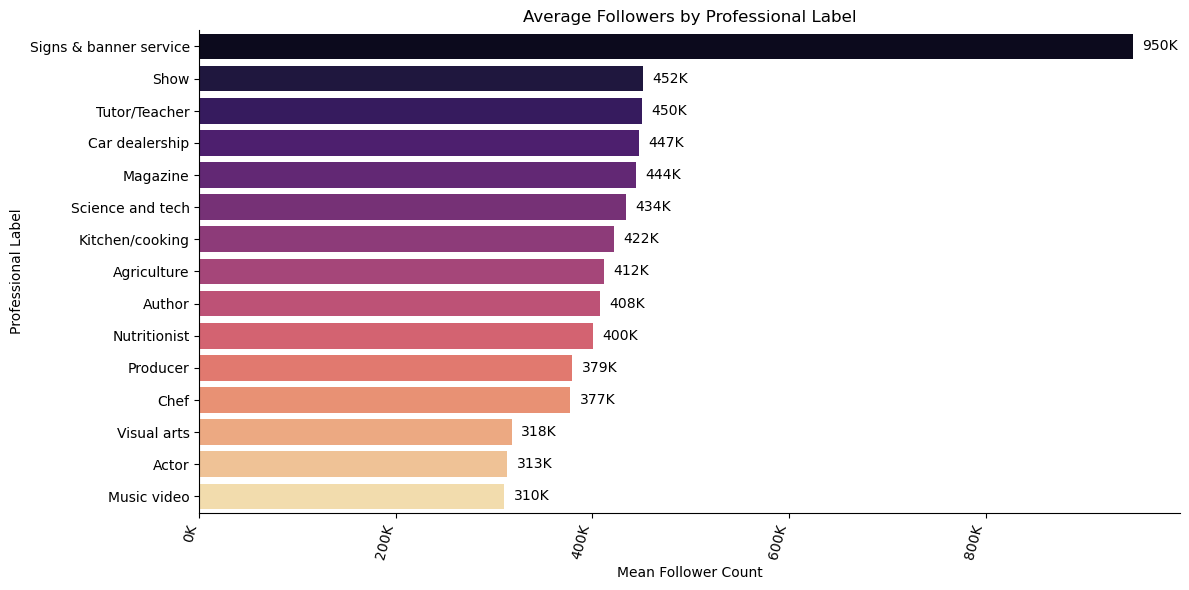 Average Followers by Professional Label
Professional Label
Signs & banner service 950K
Show 452K
Tutor/Teacher 450K
Car dealership 447K
Magazine 444K
Science and tech 434K
Kitchen/cooking 422K
Agriculture 412K
Author 408K
Nutritionist 400K
Producer 379K
Chef 377K
Visual arts 318K
Actor 313K
Music video 310K
0K 200K 400K 600K 800K
Mean Follower Count